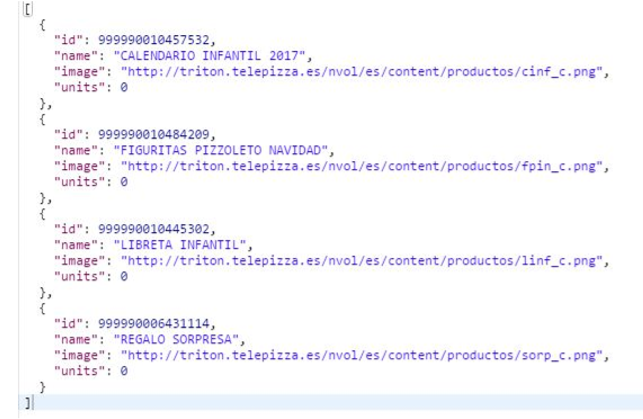 [
{
"id": 999990010457532,
"name": "CALENDARIO INFANTIL 2017",
"image": "http://triton.telepizza.es/nvol/es/content/productos/cinf_c.png",
"units": 0
},
{
"id": 999990010484209,
"name": "FIGURITAS PIZZOLETO NAVIDAD",
"image": "http://triton.telepizza.es/nvol/es/content/productos/fpin_c.png",
"units": 0
},
{
"id": 999990010445302,
"name": "LIBRETA INFANTIL",
"image": "http://triton.telepizza.es/nvol/es/content/productos/linf_c.png",
"units": 0
},
{
"id": 999990006431114,
"name": "REGALO SORPRESA",
"image": "http://triton.telepizza.es/nvol/es/content/productos/sorp_c.png",
"units": 0
}
]